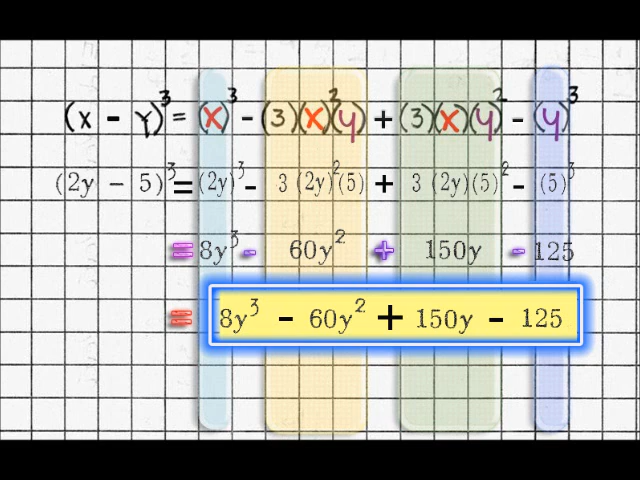 (x - y)³ = (x)³ - (3)(x)²(y) + (3)(x)(y)² - (y)³
(2y - 5)³ = (2y)³ - 3 (2y)²(5) + 3 (2y)(5)² - (5)³
= 8y³ - 60y² + 150y - 125
= 8y³ - 60y² + 150y - 125